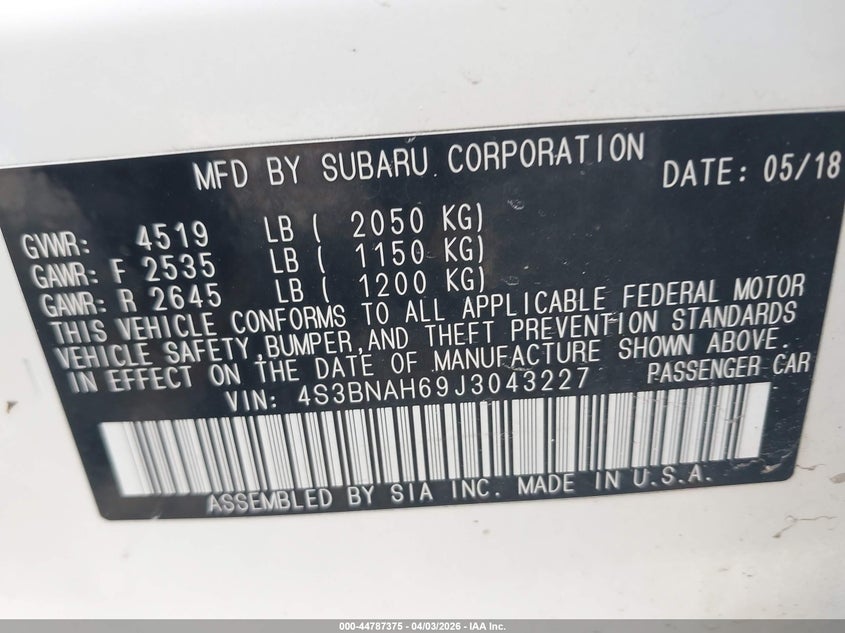 MFD BY SUBARU CORPORATION DATE: 05/18
GVWR: 4519 LB ( 2050 KG)
GAWR: F 2535 LB ( 1150 KG)
GAWR: R 2645 LB ( 1200 KG)
THIS VEHICLE CONFORMS TO ALL APPLICABLE FEDERAL MOTOR
VEHICLE SAFETY,BUMPER,AND THEFT PREVENTION STANDARDS
IN EFFECT ON THE DATE OF MANUFACTURE SHOWN ABOVE.
VIN: 4S3BNAH69J3043227 PASSENGER CAR
ASSEMBLED BY SIA INC. MADE IN U.S.A.
000-44787375 - 04/03/2026 - IAA Inc.